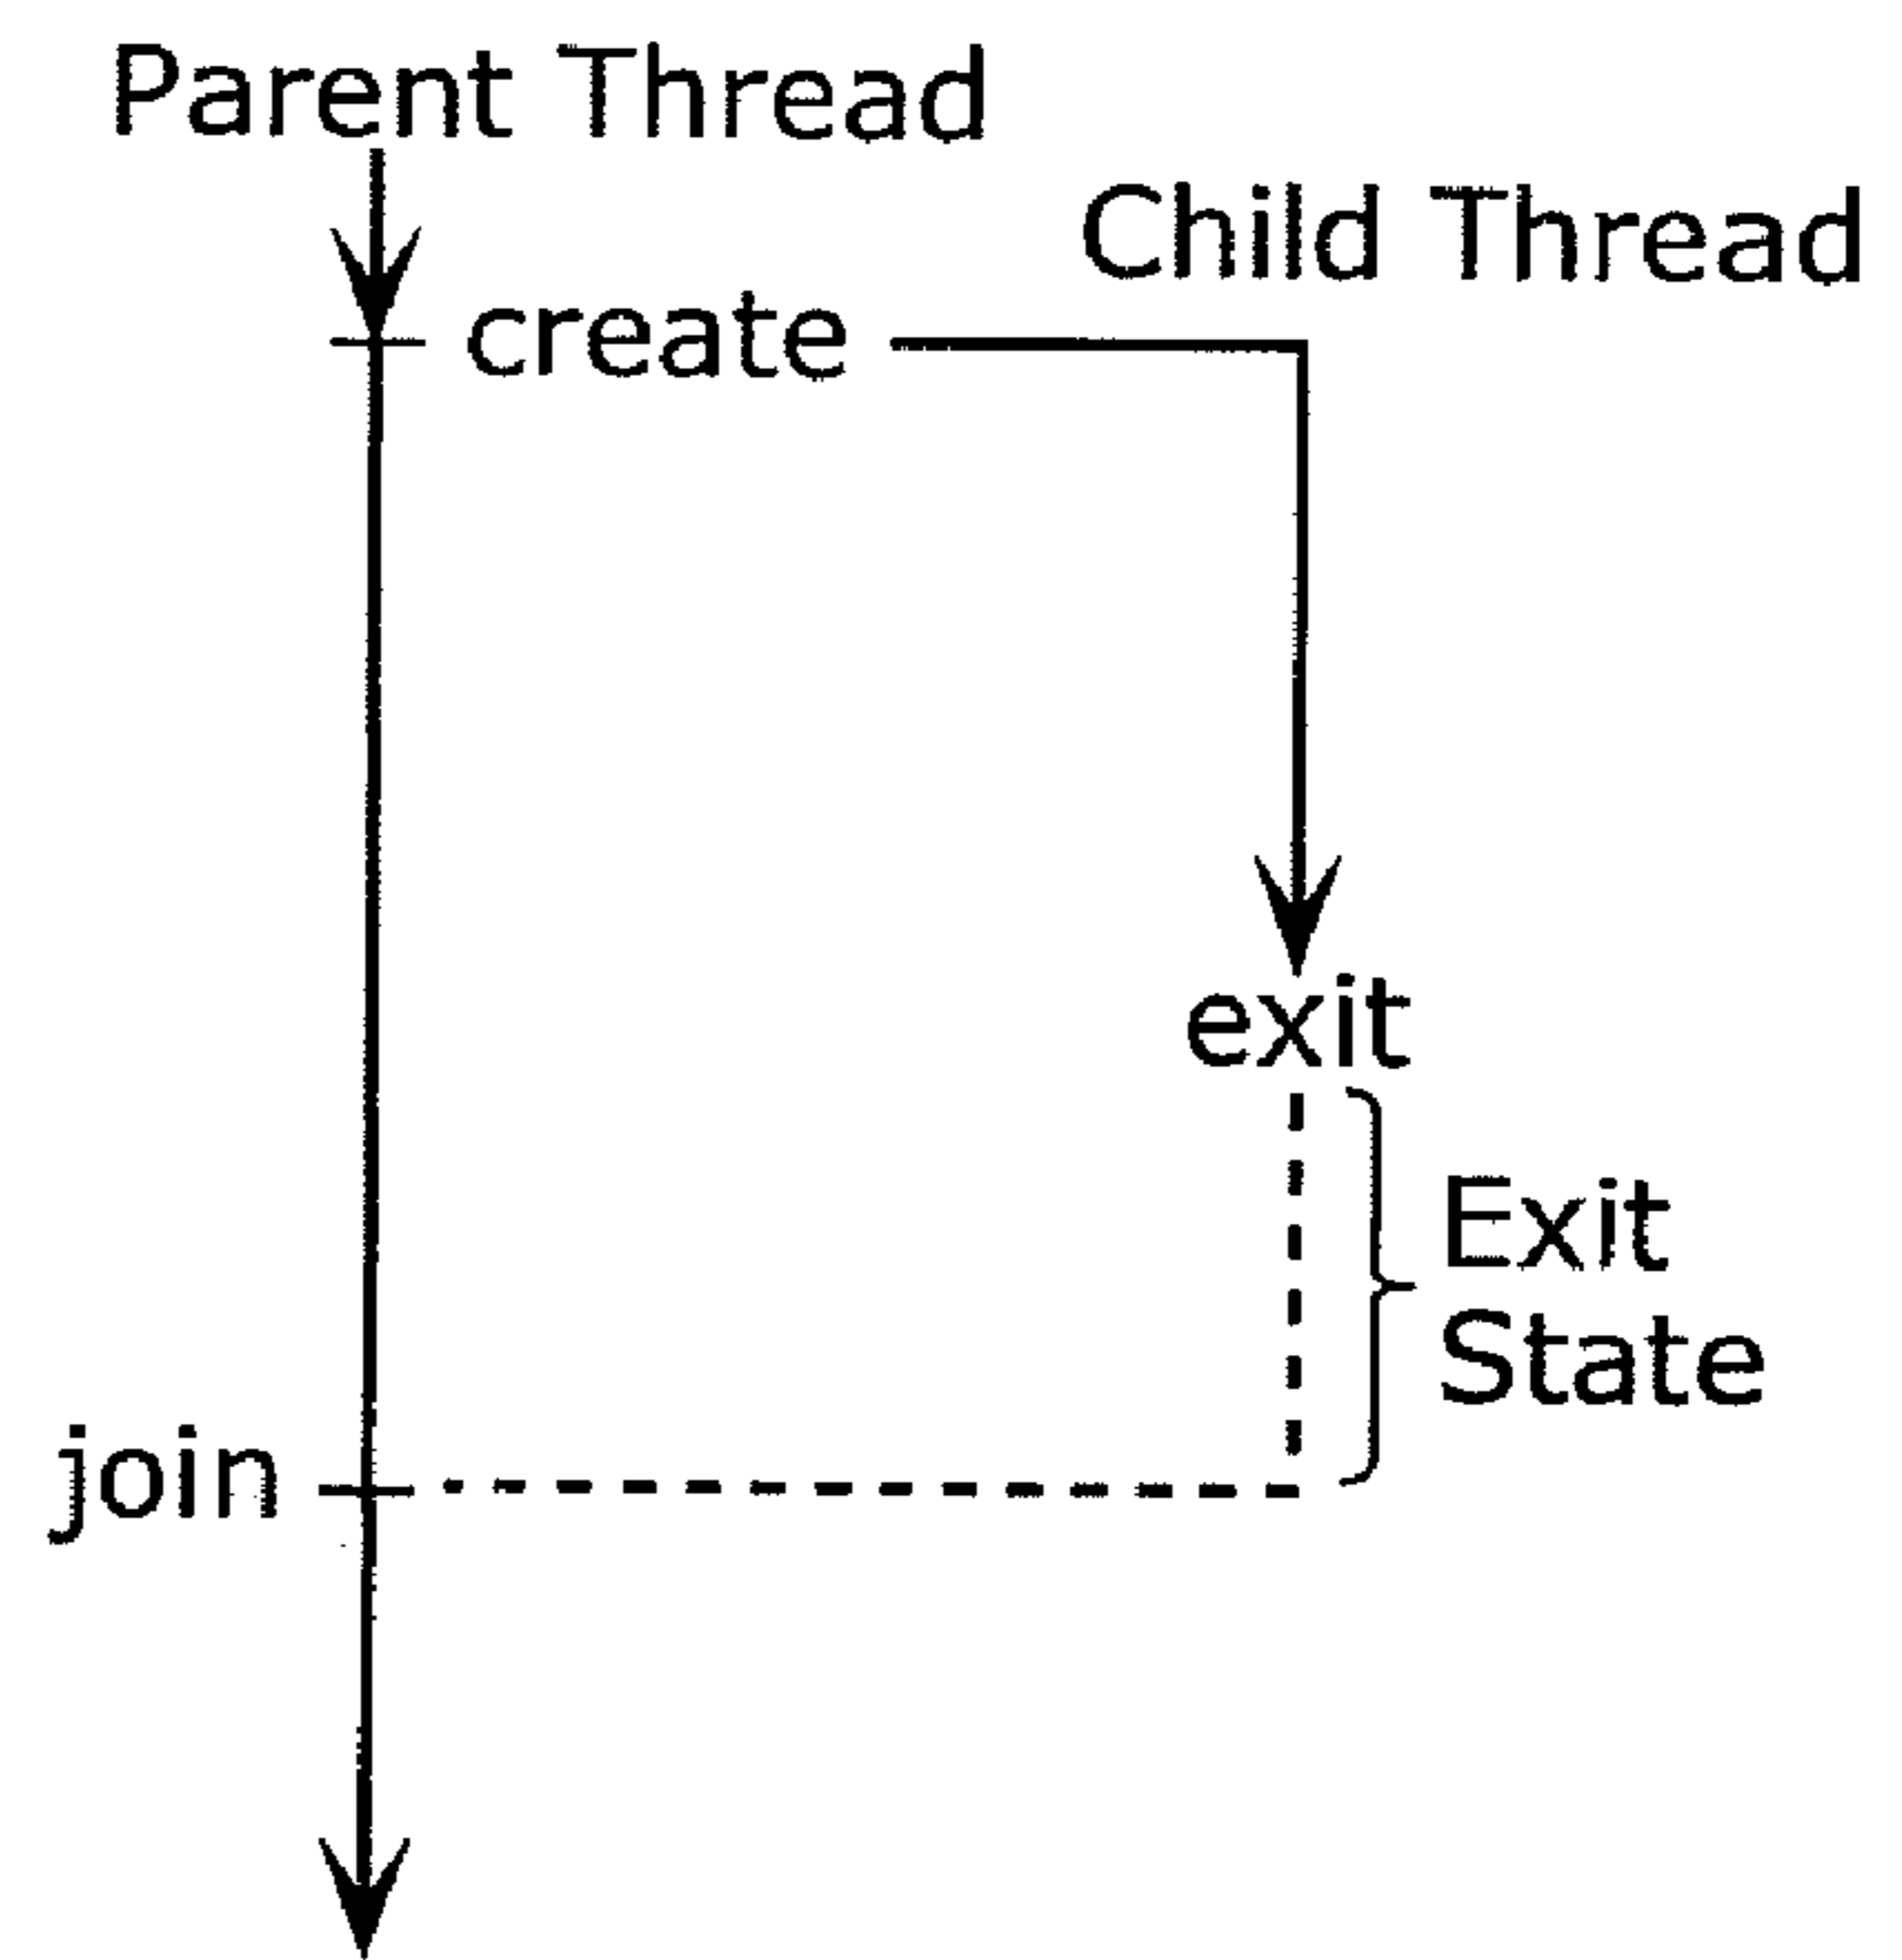 Parent Thread
Child Thread
create
exit
Exit
State
join